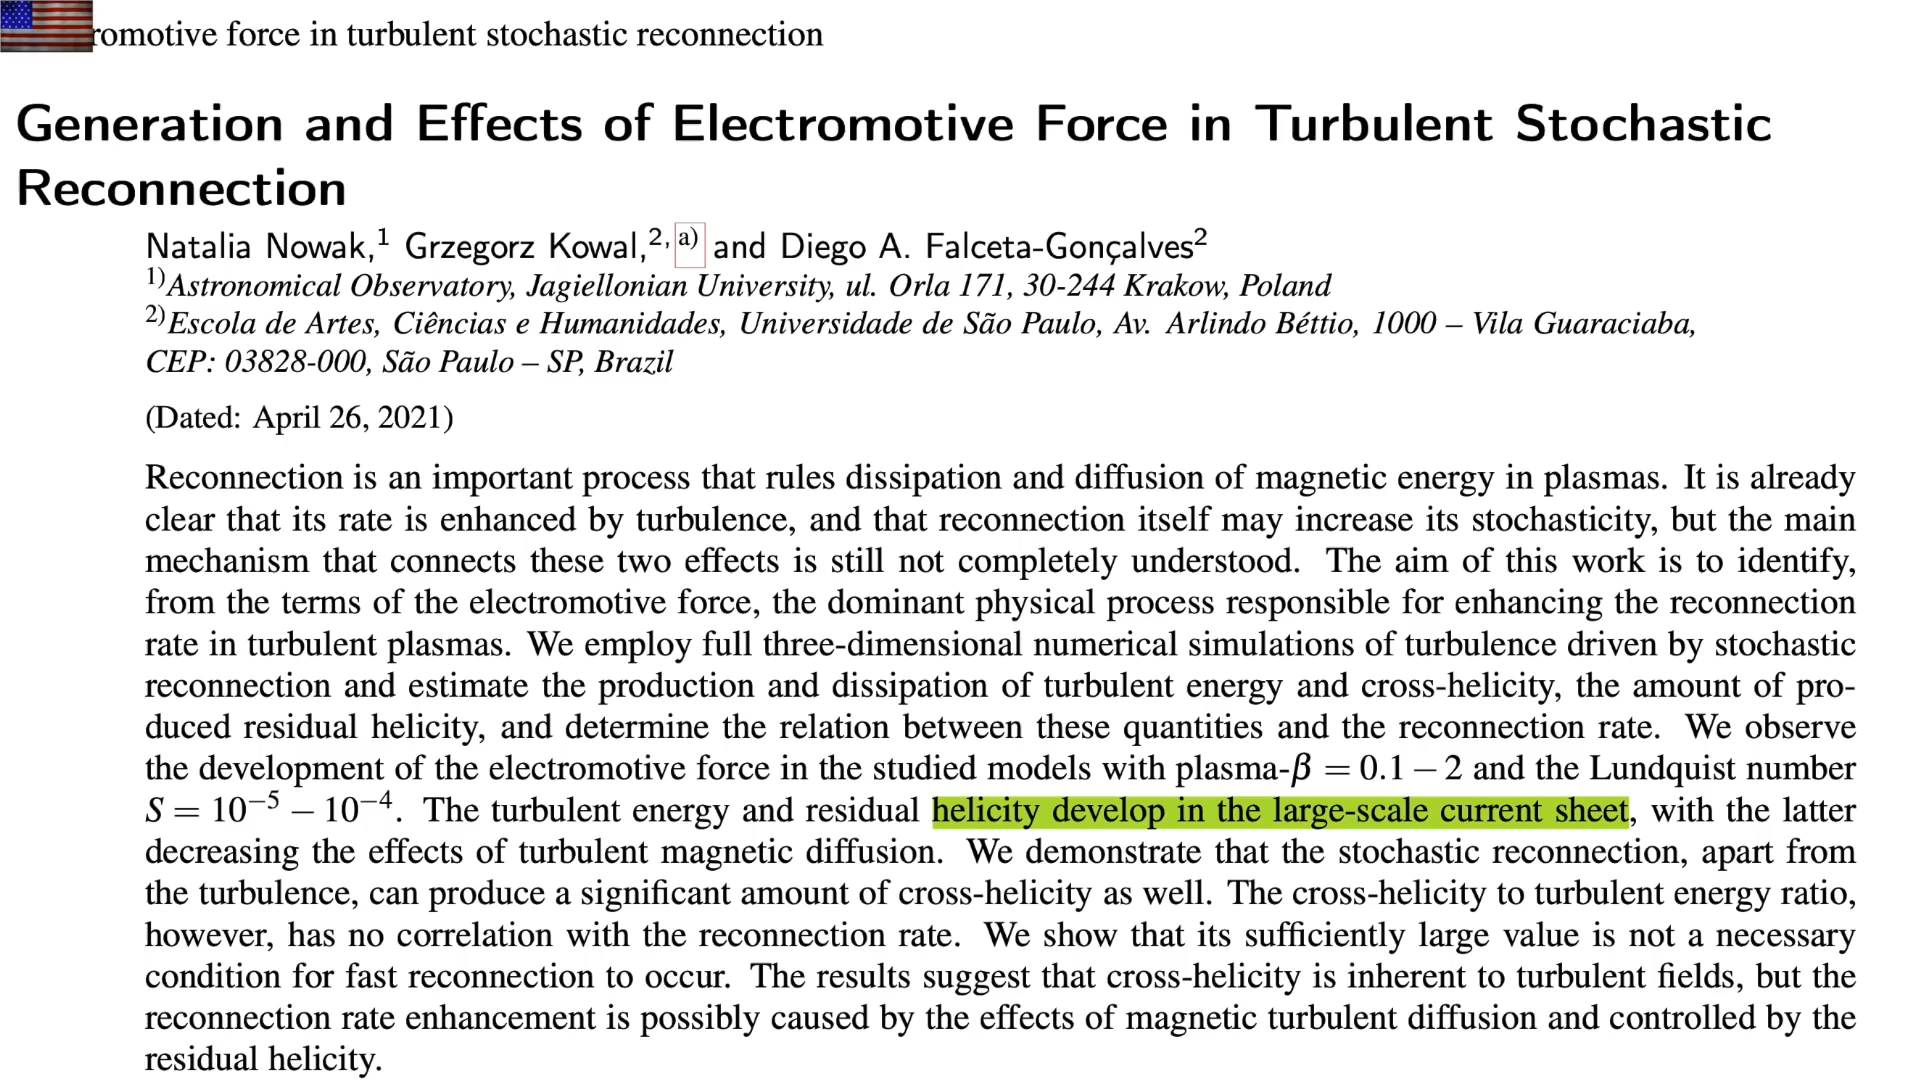 romotive force in turbulent stochastic reconnection
Generation and Effects of Electromotive Force in Turbulent Stochastic
Reconnection
Natalia Nowak,1 Grzegorz Kowal,2, a) and Diego A. Falceta-Gonçalves2
1)Astronomical Observatory, Jagiellonian University, ul. Orla 171, 30-244 Krakow, Poland
2)Escola de Artes, Ciências e Humanidades, Universidade de São Paulo, Av. Arlindo Béttio, 1000 – Vila Guaraciaba,
CEP: 03828-000, São Paulo – SP, Brazil
(Dated: April 26, 2021)
Reconnection is an important process that rules dissipation and diffusion of magnetic energy in plasmas. It is already
clear that its rate is enhanced by turbulence, and that reconnection itself may increase its stochasticity, but the main
mechanism that connects these two effects is still not completely understood. The aim of this work is to identify,
from the terms of the electromotive force, the dominant physical process responsible for enhancing the reconnection
rate in turbulent plasmas. We employ full three-dimensional numerical simulations of turbulence driven by stochastic
reconnection and estimate the production and dissipation of turbulent energy and cross-helicity, the amount of pro-
duced residual helicity, and determine the relation between these quantities and the reconnection rate. We observe
the development of the electromotive force in the studied models with plasma-β = 0.1 − 2 and the Lundquist number
S = 10−5 − 10−4. The turbulent energy and residual helicity develop in the large-scale current sheet, with the latter
decreasing the effects of turbulent magnetic diffusion. We demonstrate that the stochastic reconnection, apart from
the turbulence, can produce a significant amount of cross-helicity as well. The cross-helicity to turbulent energy ratio,
however, has no correlation with the reconnection rate. We show that its sufficiently large value is not a necessary
condition for fast reconnection to occur. The results suggest that cross-helicity is inherent to turbulent fields, but the
reconnection rate enhancement is possibly caused by the effects of magnetic turbulent diffusion and controlled by the
residual helicity.